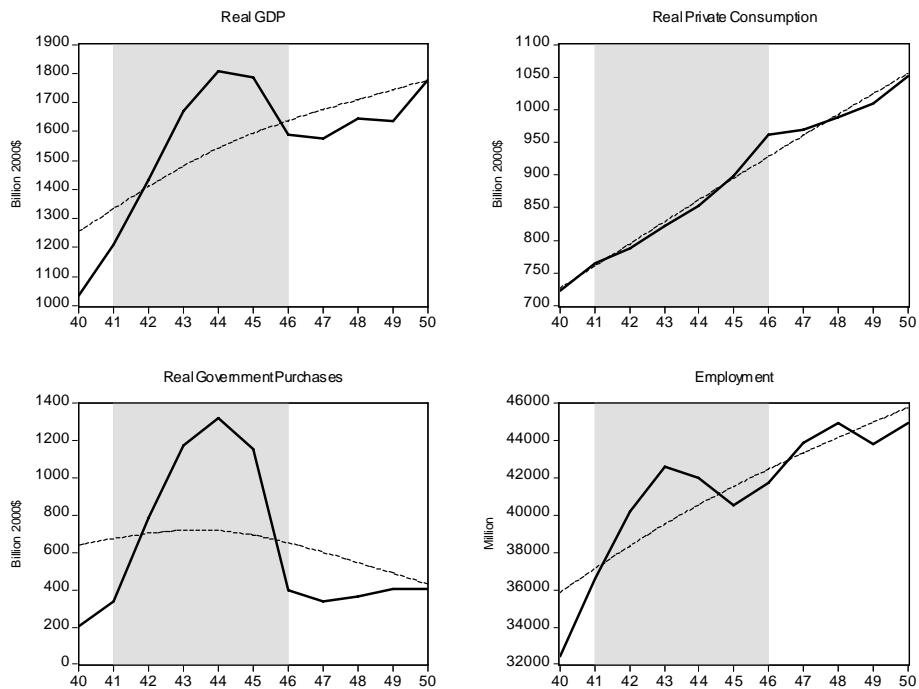 Real GDP
Billion 2000$
1900
1800
1700
1600
1500
1400
1300
1200
1100
1000
40 41 42 43 44 45 46 47 48 49 50
Real Private Consumption
Billion 2000$
1100
1050
1000
950
900
850
800
750
700
40 41 42 43 44 45 46 47 48 49 50
Real Government Purchases
Billion 2000$
1400
1200
1000
800
600
400
200
0
40 41 42 43 44 45 46 47 48 49 50
Employment
Million
46000
44000
42000
40000
38000
36000
34000
32000
40 41 42 43 44 45 46 47 48 49 50